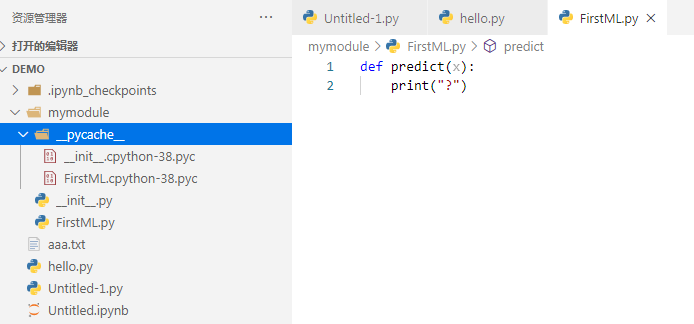 资源管理器
打开的编辑器
DEMO
.ipynb_checkpoints
mymodule
__pycache__
__init__.cpython-38.pyc
FirstML.cpython-38.pyc
__init__.py
FirstML.py
aaa.txt
hello.py
Untitled-1.py
Untitled.ipynb
Untitled-1.py hello.py FirstML.py
mymodule > FirstML.py > predict
1 def predict(x):
2 print("?")